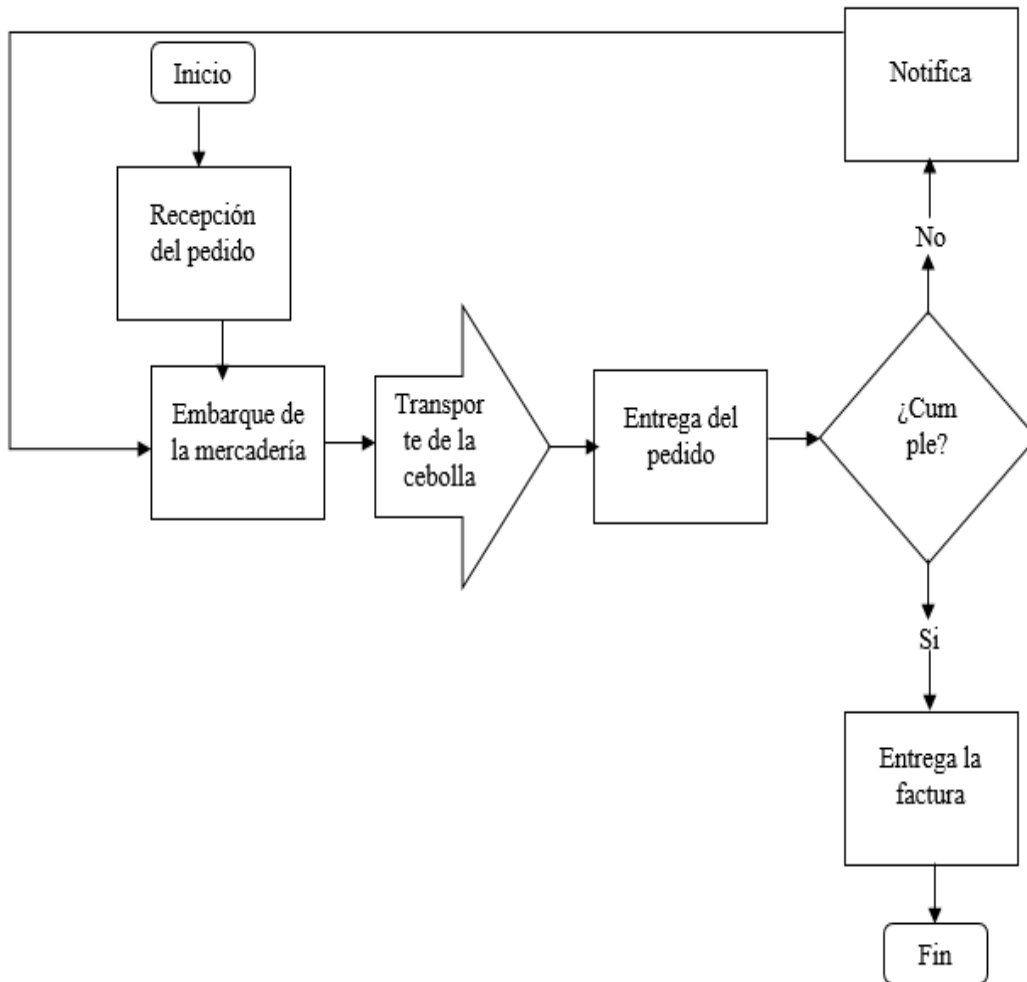 Inicio
Recepción
del pedido
Embarque de
la mercadería
Transpor
te de la
cebolla
Entrega del
pedido
¿Cum
ple?
No
Notifica
Si
Entrega la
factura
Fin